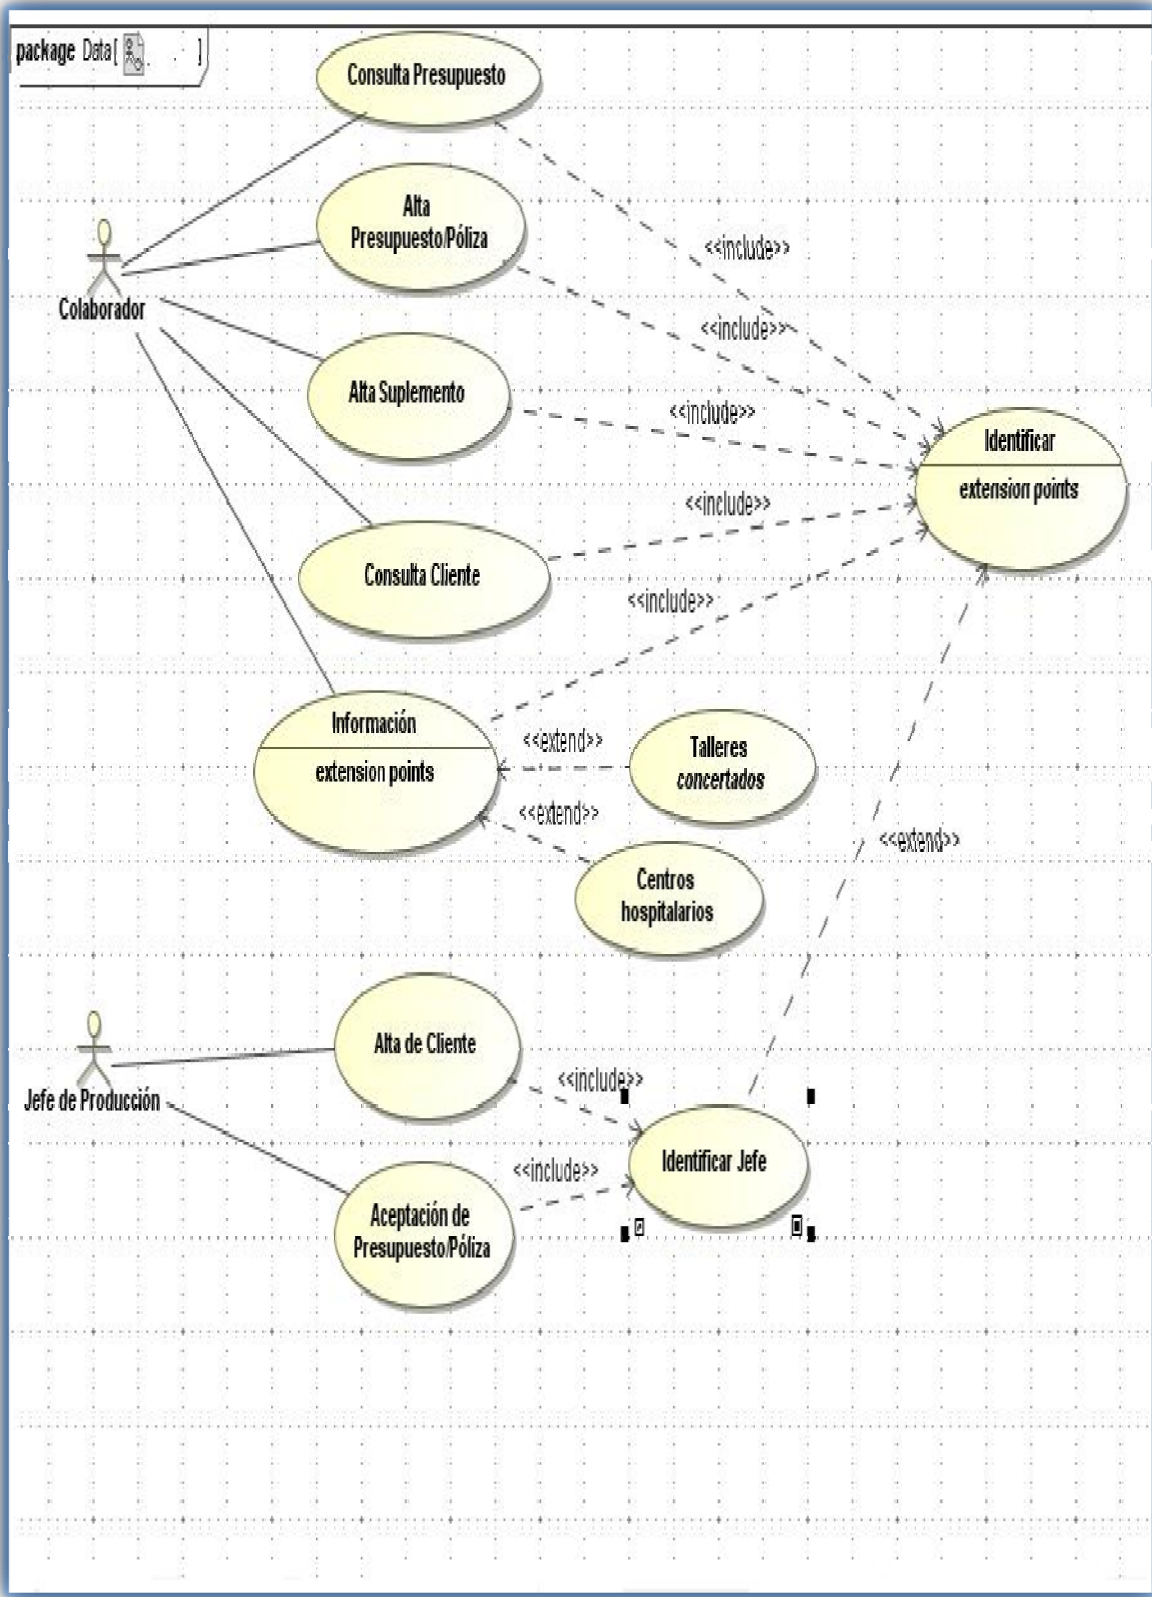 package Data[ . ]
Consulta Presupuesto
Alta
Presupuesto/Póliza
<<include>>
Colaborador
<<include>>
Alta Suplemento
<<include>>
Identificar
extension points
<<include>>
Consulta Cliente
<<include>>
Información
extension points
<<extend>>
Talleres
concertados
<<extend>>
<<extend>>
Centros
hospitalarios
Alta de Cliente
<<include>>
Jefe de Producción
Identificar Jefe
<<include>>
Aceptación de
Presupuesto/Póliza